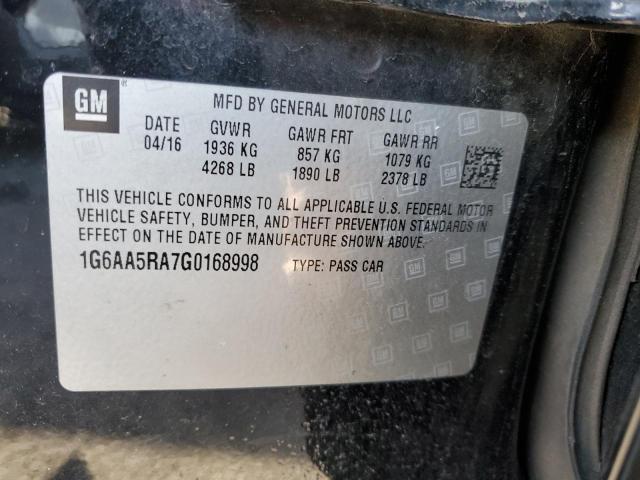 GM ®
MFD BY GENERAL MOTORS LLC
DATE GVWR GAWR FRT GAWR RR
04/16 1936 KG 857 KG 1079 KG
4268 LB 1890 LB 2378 LB
THIS VEHICLE CONFORMS TO ALL APPLICABLE U.S. FEDERAL MOTOR
VEHICLE SAFETY, BUMPER, AND THEFT PREVENTION STANDARDS IN
EFFECT ON THE DATE OF MANUFACTURE SHOWN ABOVE.
1G6AA5RA7G0168998 TYPE: PASS CAR